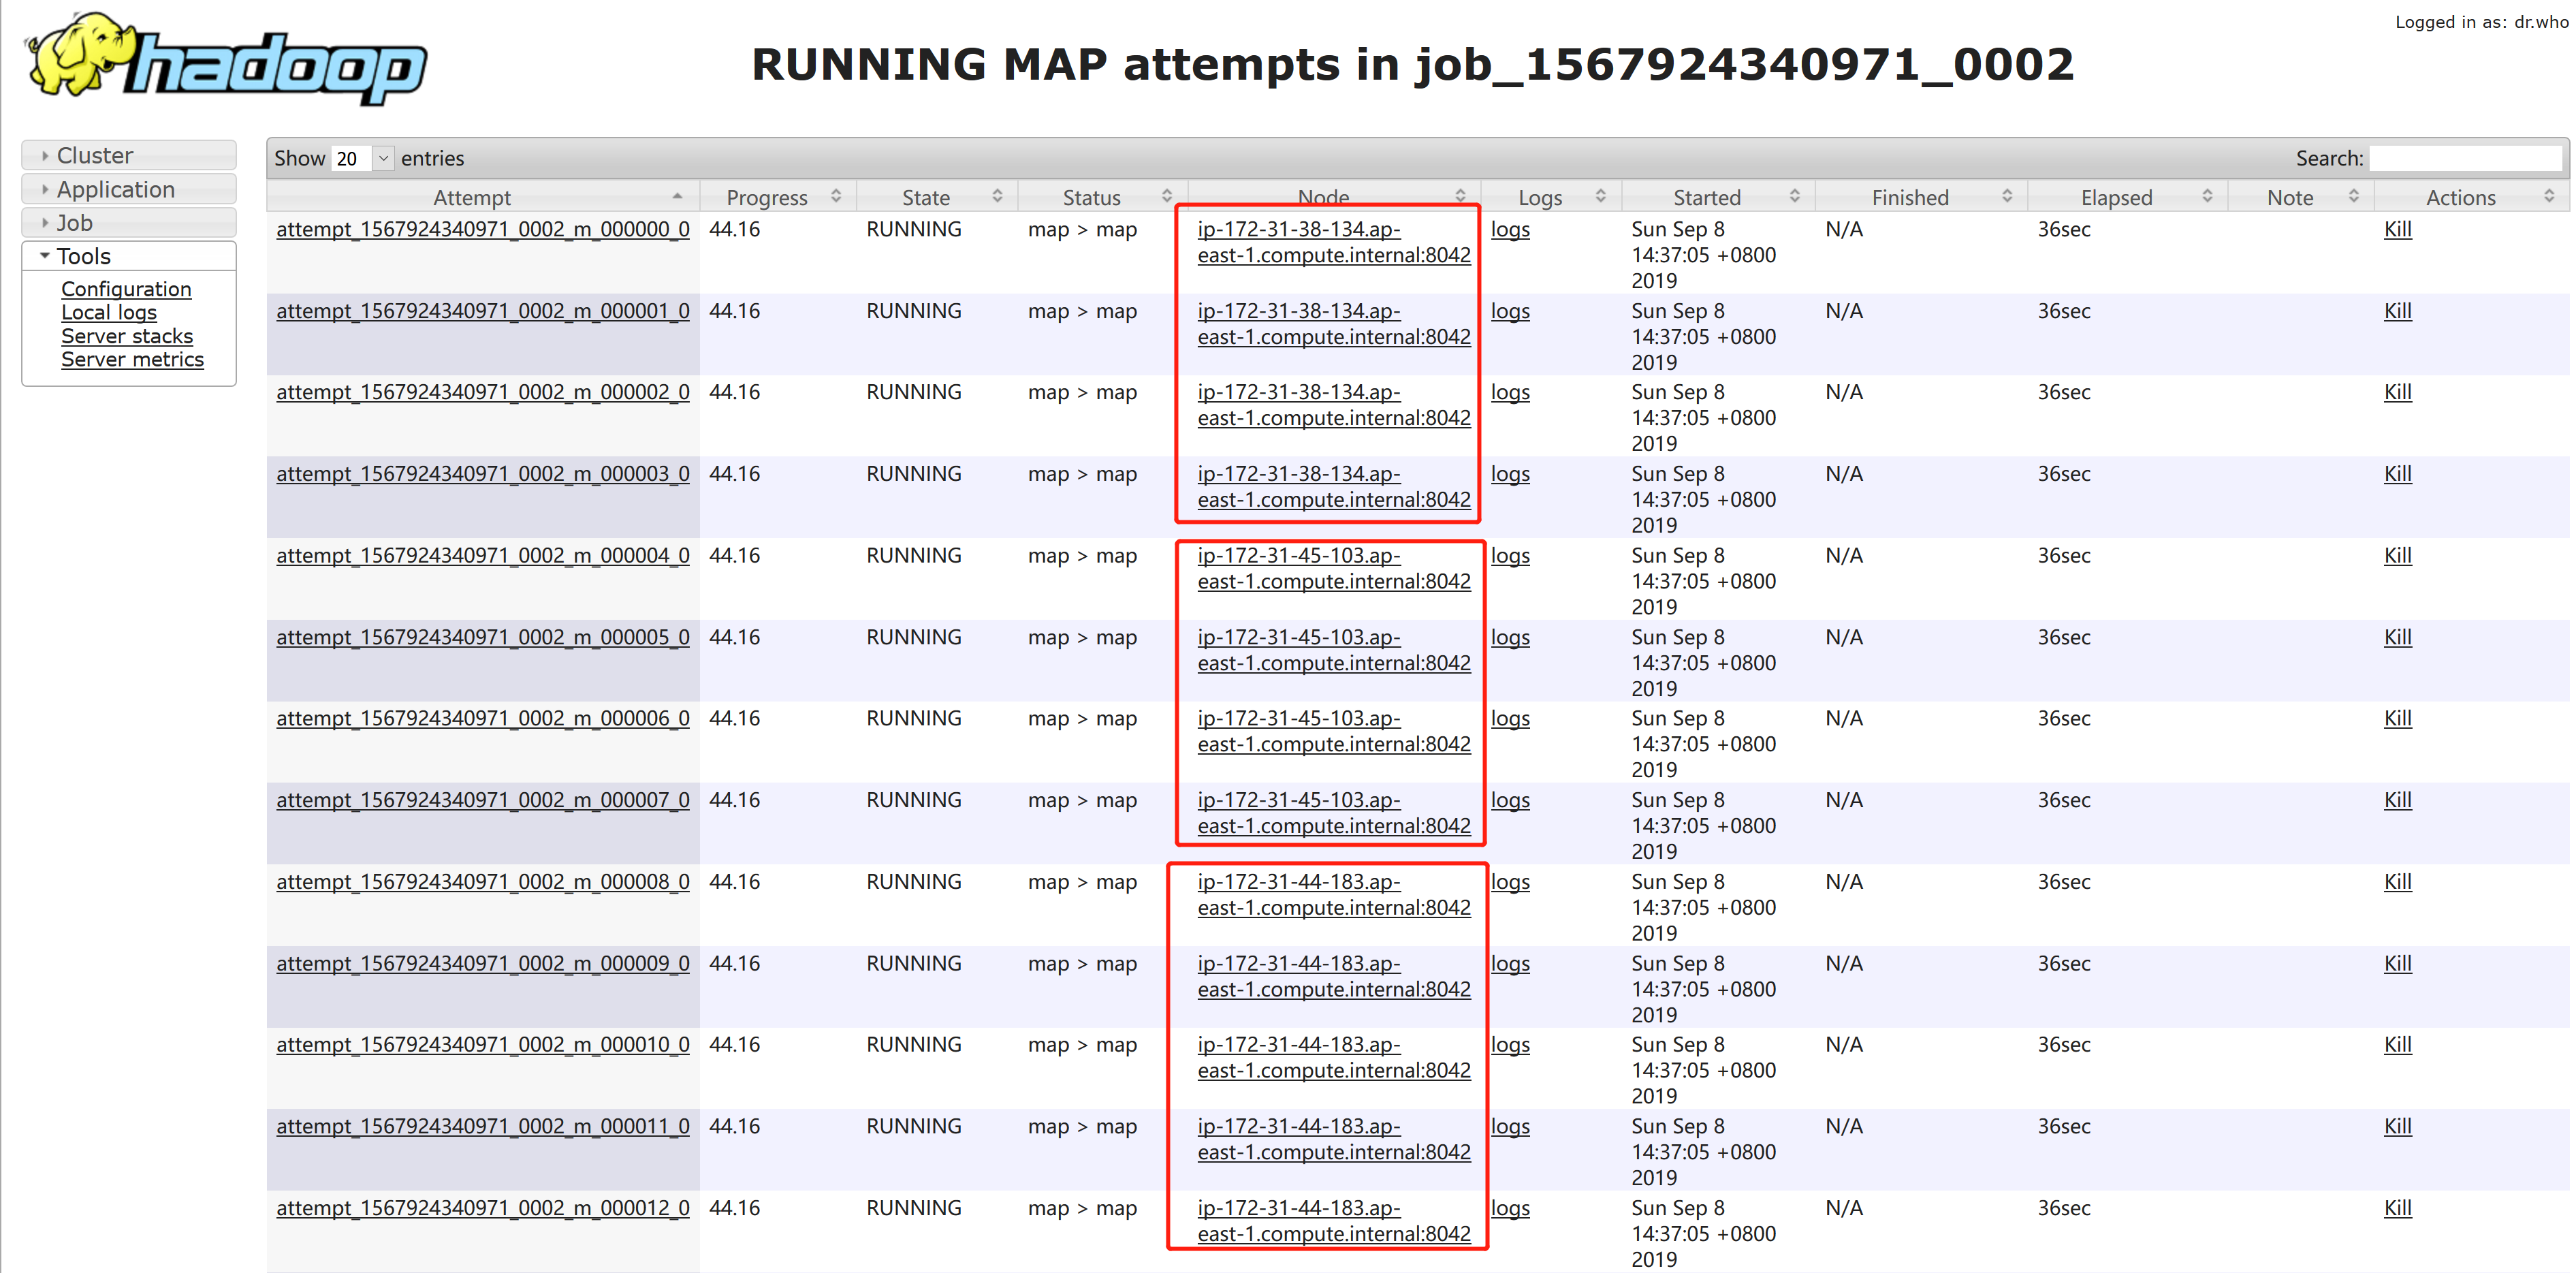 Logged in as: dr.who
hadoop
RUNNING MAP attempts in job_1567924340971_0002
Cluster
Application
Job
Tools
Configuration
Local logs
Server stacks
Server metrics
Show 20 entries Search:
Attempt Progress State Status Node Logs Started Finished Elapsed Note Actions
attempt_1567924340971_0002_m_000000_0 44.16 RUNNING map > map ip-172-31-38-134.ap- logs Sun Sep 8 N/A 36sec Kill
east-1.compute.internal:8042 14:37:05 +0800
2019
attempt_1567924340971_0002_m_000001_0 44.16 RUNNING map > map ip-172-31-38-134.ap- logs Sun Sep 8 N/A 36sec Kill
east-1.compute.internal:8042 14:37:05 +0800
2019
attempt_1567924340971_0002_m_000002_0 44.16 RUNNING map > map ip-172-31-38-134.ap- logs Sun Sep 8 N/A 36sec Kill
east-1.compute.internal:8042 14:37:05 +0800
2019
attempt_1567924340971_0002_m_000003_0 44.16 RUNNING map > map ip-172-31-38-134.ap- logs Sun Sep 8 N/A 36sec Kill
east-1.compute.internal:8042 14:37:05 +0800
2019
attempt_1567924340971_0002_m_000004_0 44.16 RUNNING map > map ip-172-31-45-103.ap- logs Sun Sep 8 N/A 36sec Kill
east-1.compute.internal:8042 14:37:05 +0800
2019
attempt_1567924340971_0002_m_000005_0 44.16 RUNNING map > map ip-172-31-45-103.ap- logs Sun Sep 8 N/A 36sec Kill
east-1.compute.internal:8042 14:37:05 +0800
2019
attempt_1567924340971_0002_m_000006_0 44.16 RUNNING map > map ip-172-31-45-103.ap- logs Sun Sep 8 N/A 36sec Kill
east-1.compute.internal:8042 14:37:05 +0800
2019
attempt_1567924340971_0002_m_000007_0 44.16 RUNNING map > map ip-172-31-45-103.ap- logs Sun Sep 8 N/A 36sec Kill
east-1.compute.internal:8042 14:37:05 +0800
2019
attempt_1567924340971_0002_m_000008_0 44.16 RUNNING map > map ip-172-31-44-183.ap- logs Sun Sep 8 N/A 36sec Kill
east-1.compute.internal:8042 14:37:05 +0800
2019
attempt_1567924340971_0002_m_000009_0 44.16 RUNNING map > map ip-172-31-44-183.ap- logs Sun Sep 8 N/A 36sec Kill
east-1.compute.internal:8042 14:37:05 +0800
2019
attempt_1567924340971_0002_m_000010_0 44.16 RUNNING map > map ip-172-31-44-183.ap- logs Sun Sep 8 N/A 36sec Kill
east-1.compute.internal:8042 14:37:05 +0800
2019
attempt_1567924340971_0002_m_000011_0 44.16 RUNNING map > map ip-172-31-44-183.ap- logs Sun Sep 8 N/A 36sec Kill
east-1.compute.internal:8042 14:37:05 +0800
2019
attempt_1567924340971_0002_m_000012_0 44.16 RUNNING map > map ip-172-31-44-183.ap- logs Sun Sep 8 N/A 36sec Kill
east-1.compute.internal:8042 14:37:05 +0800
2019